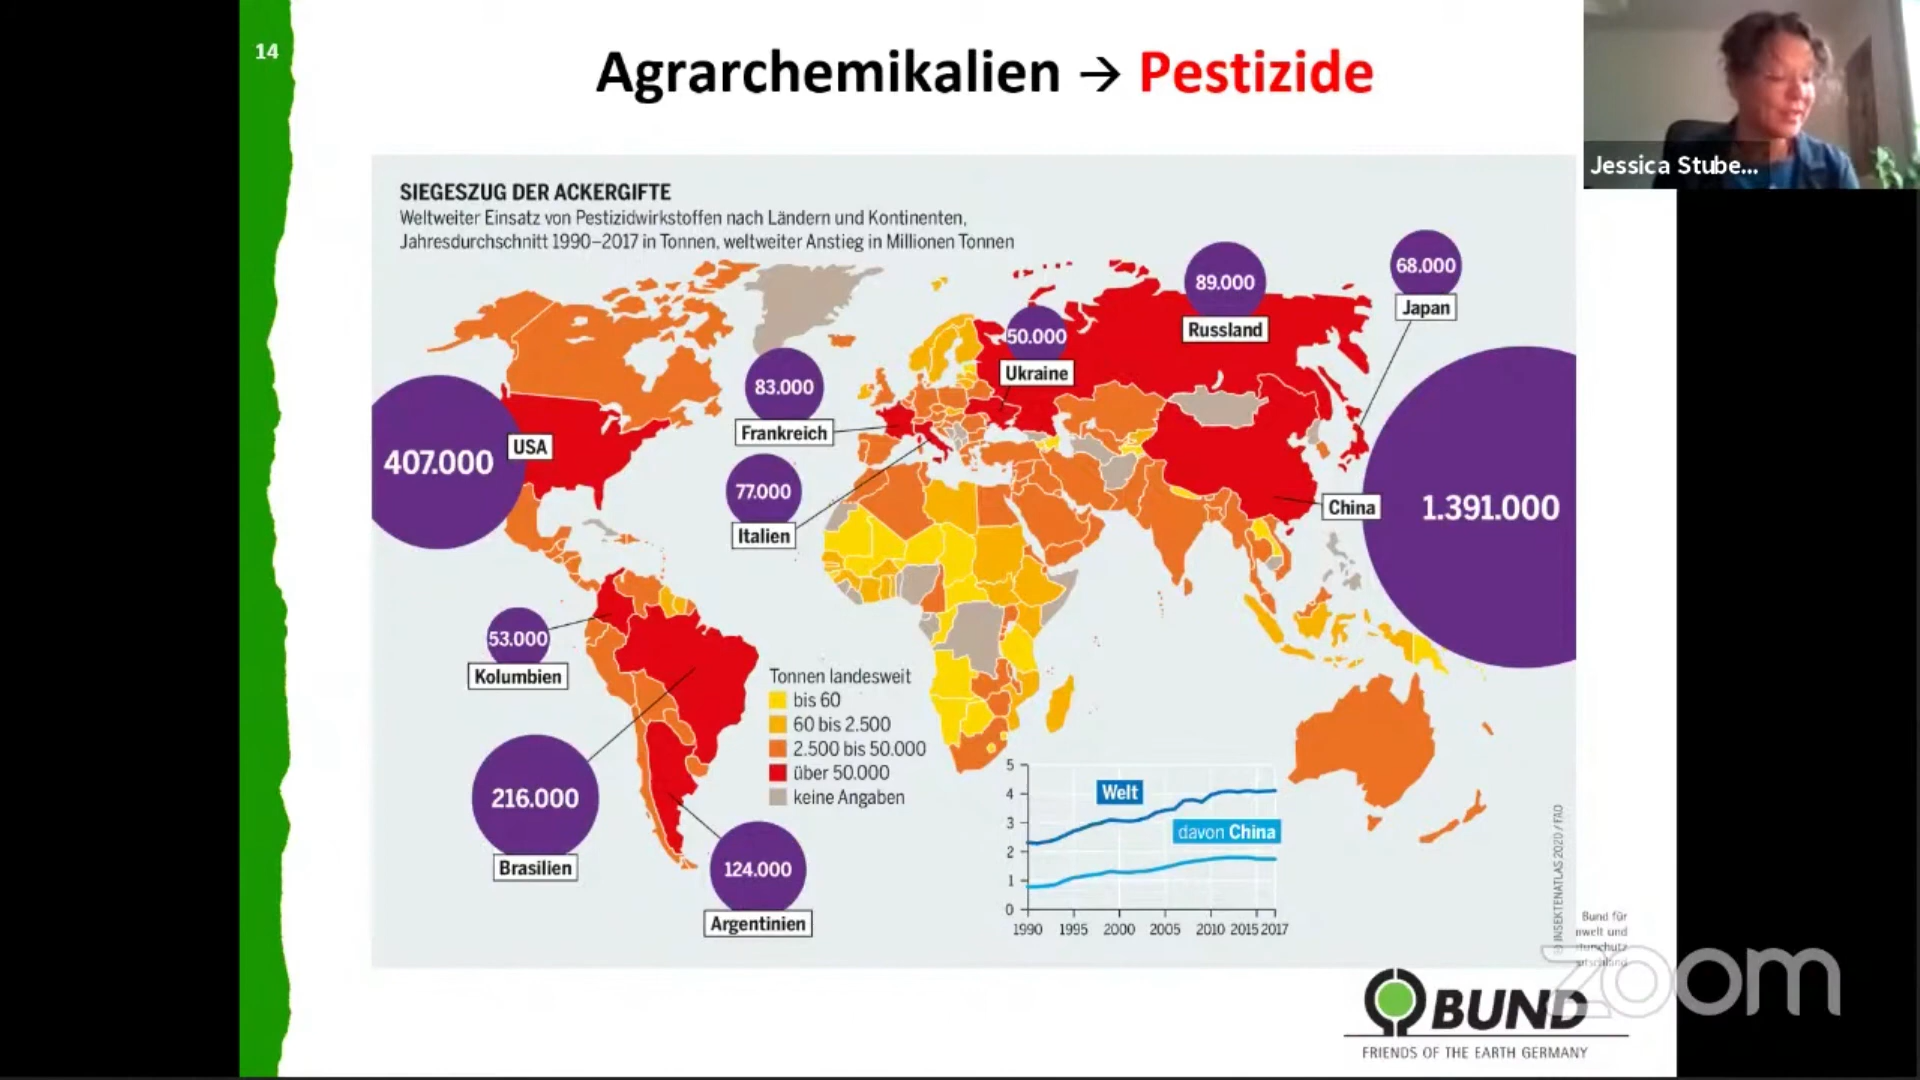 14
Agrarchemikalien → Pestizide
Jessica Stube...
SIEGESZUG DER ACKERGIFTE
Weltweiter Einsatz von Pestizidwirkstoffen nach Ländern und Kontinenten,
Jahresdurchschnitt 1990–2017 in Tonnen, weltweiter Anstieg in Millionen Tonnen
68.000
Japan
89.000
Russland
50.000
Ukraine
83.000
Frankreich
407.000
USA
77.000
Italien
China
1.391.000
53.000
Kolumbien
216.000
Brasilien
124.000
Argentinien
Tonnen landesweit
bis 60
60 bis 2.500
2.500 bis 50.000
über 50.000
keine Angaben
5
4
3
2
1
0
Welt
davon China
1990 1995 2000 2005 2010 2015 2017
INSEKTENATLAS 2020 / FAO
Bund für
nwelt und
turschutz
utschland
zoom
BUND
FRIENDS OF THE EARTH GERMANY